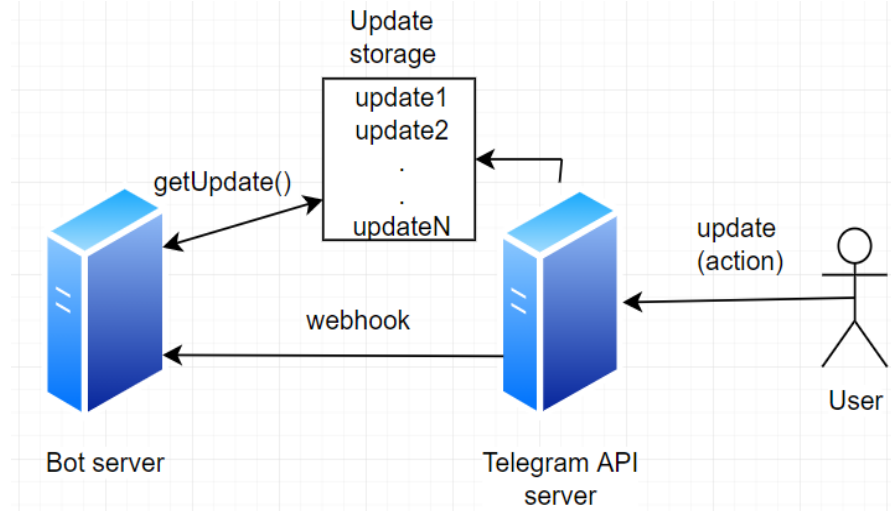 Update
storage
update1
update2
.
.
updateN
getUpdate()
update
(action)
webhook
User
Bot server
Telegram API
server